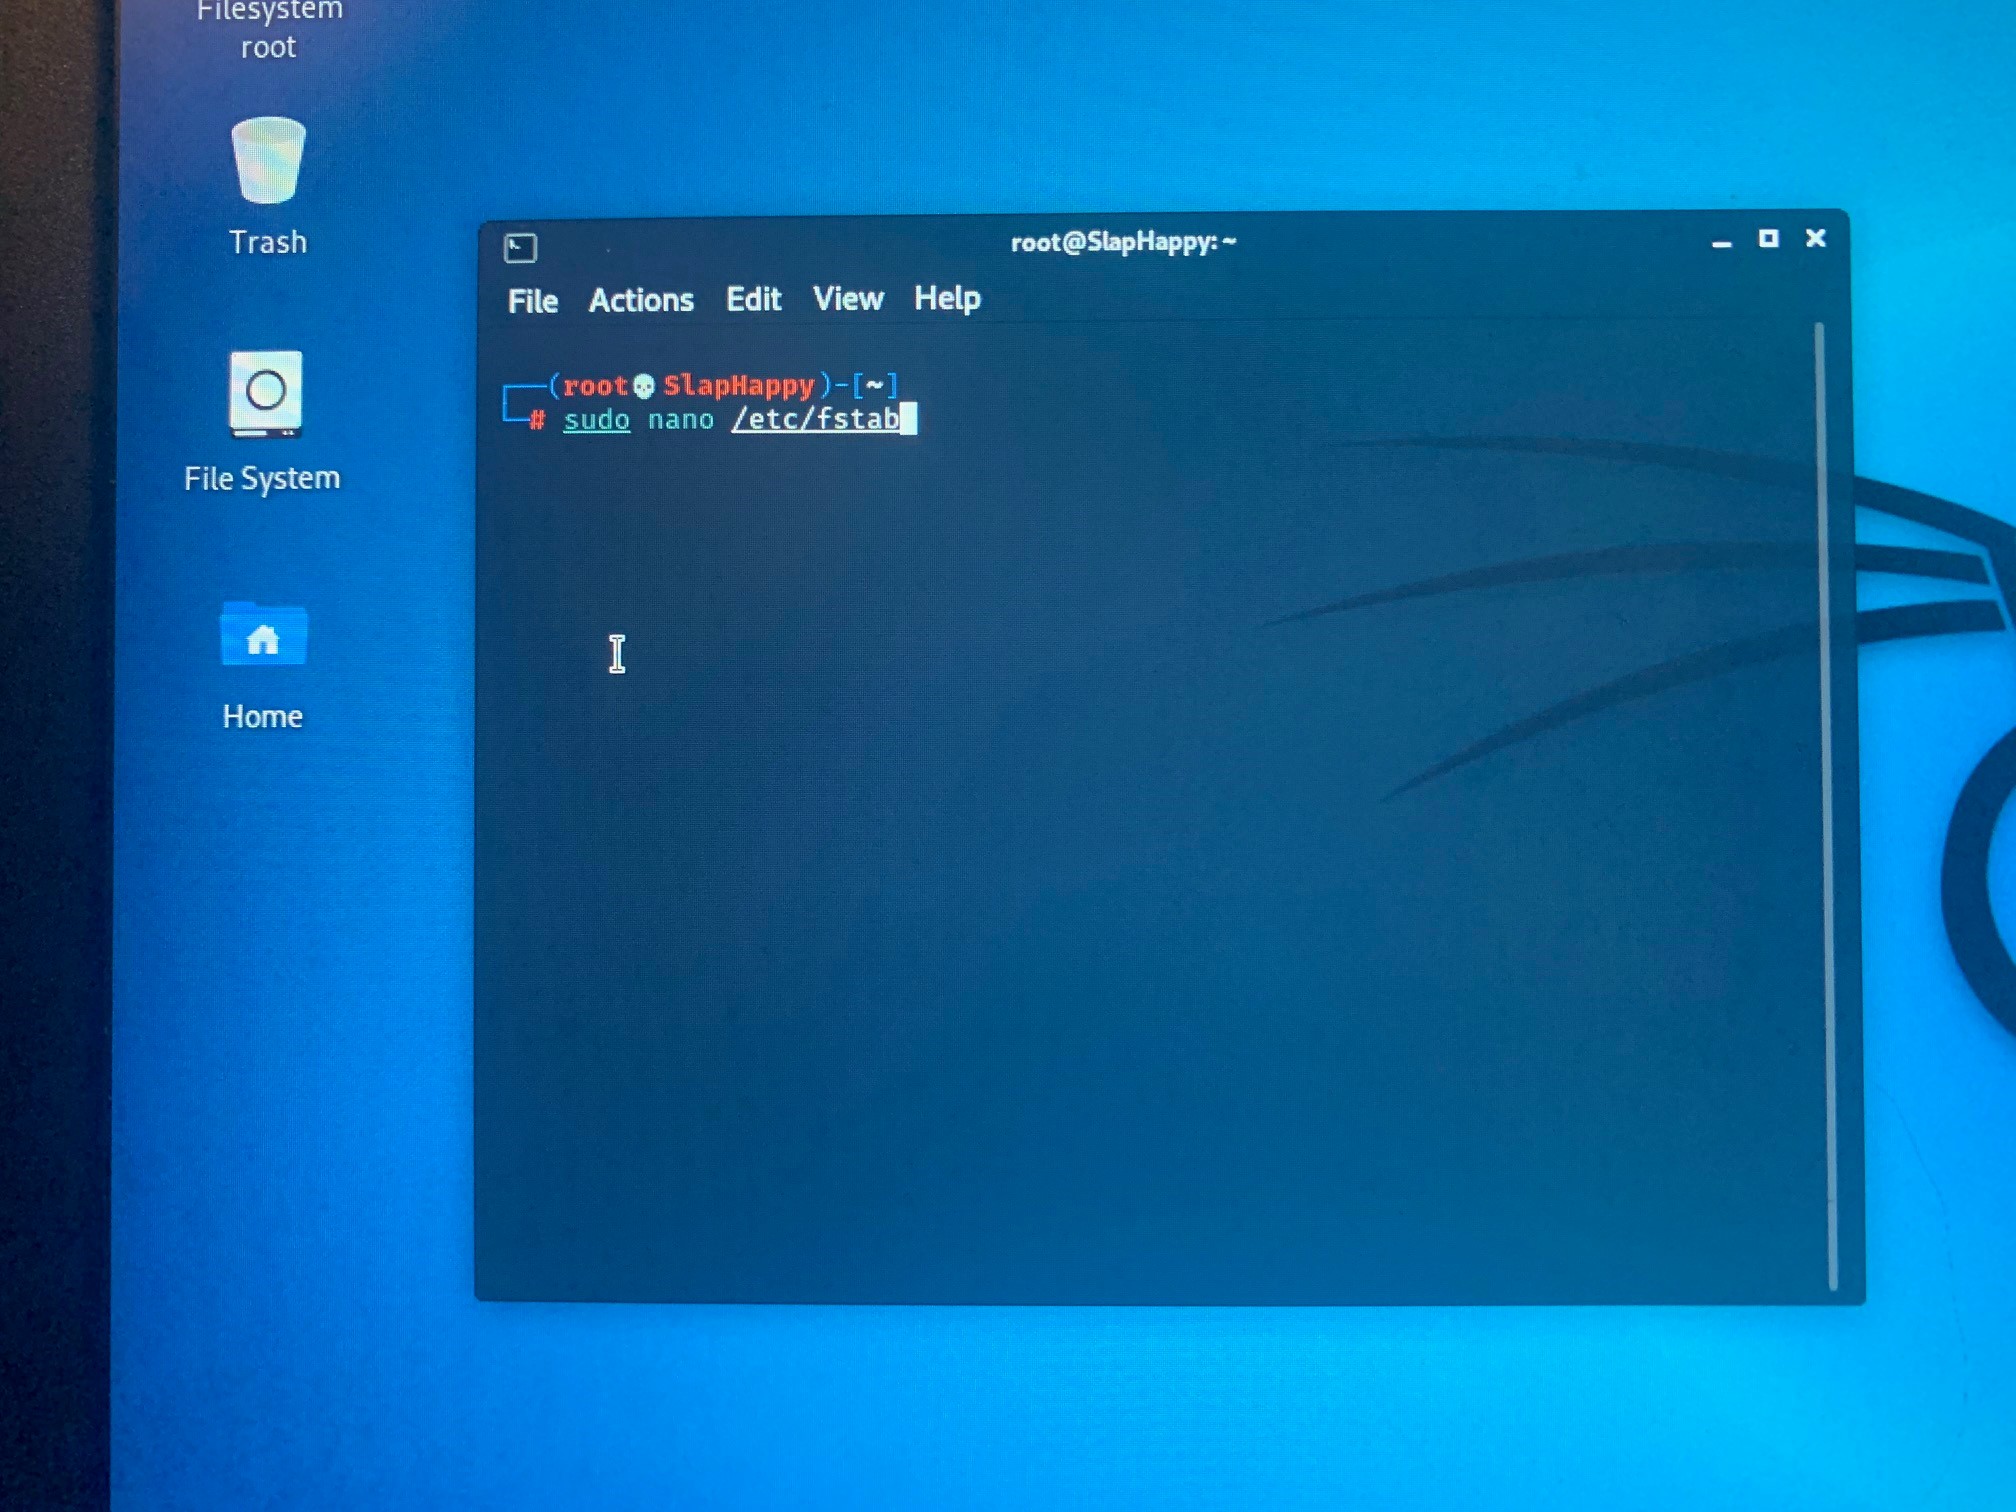 Filesystem
root
Trash
File System
Home
root@SlapHappy: ~
File Actions Edit View Help
┌──(root💀SlapHappy)-[~]
└─# sudo nano /etc/fstab